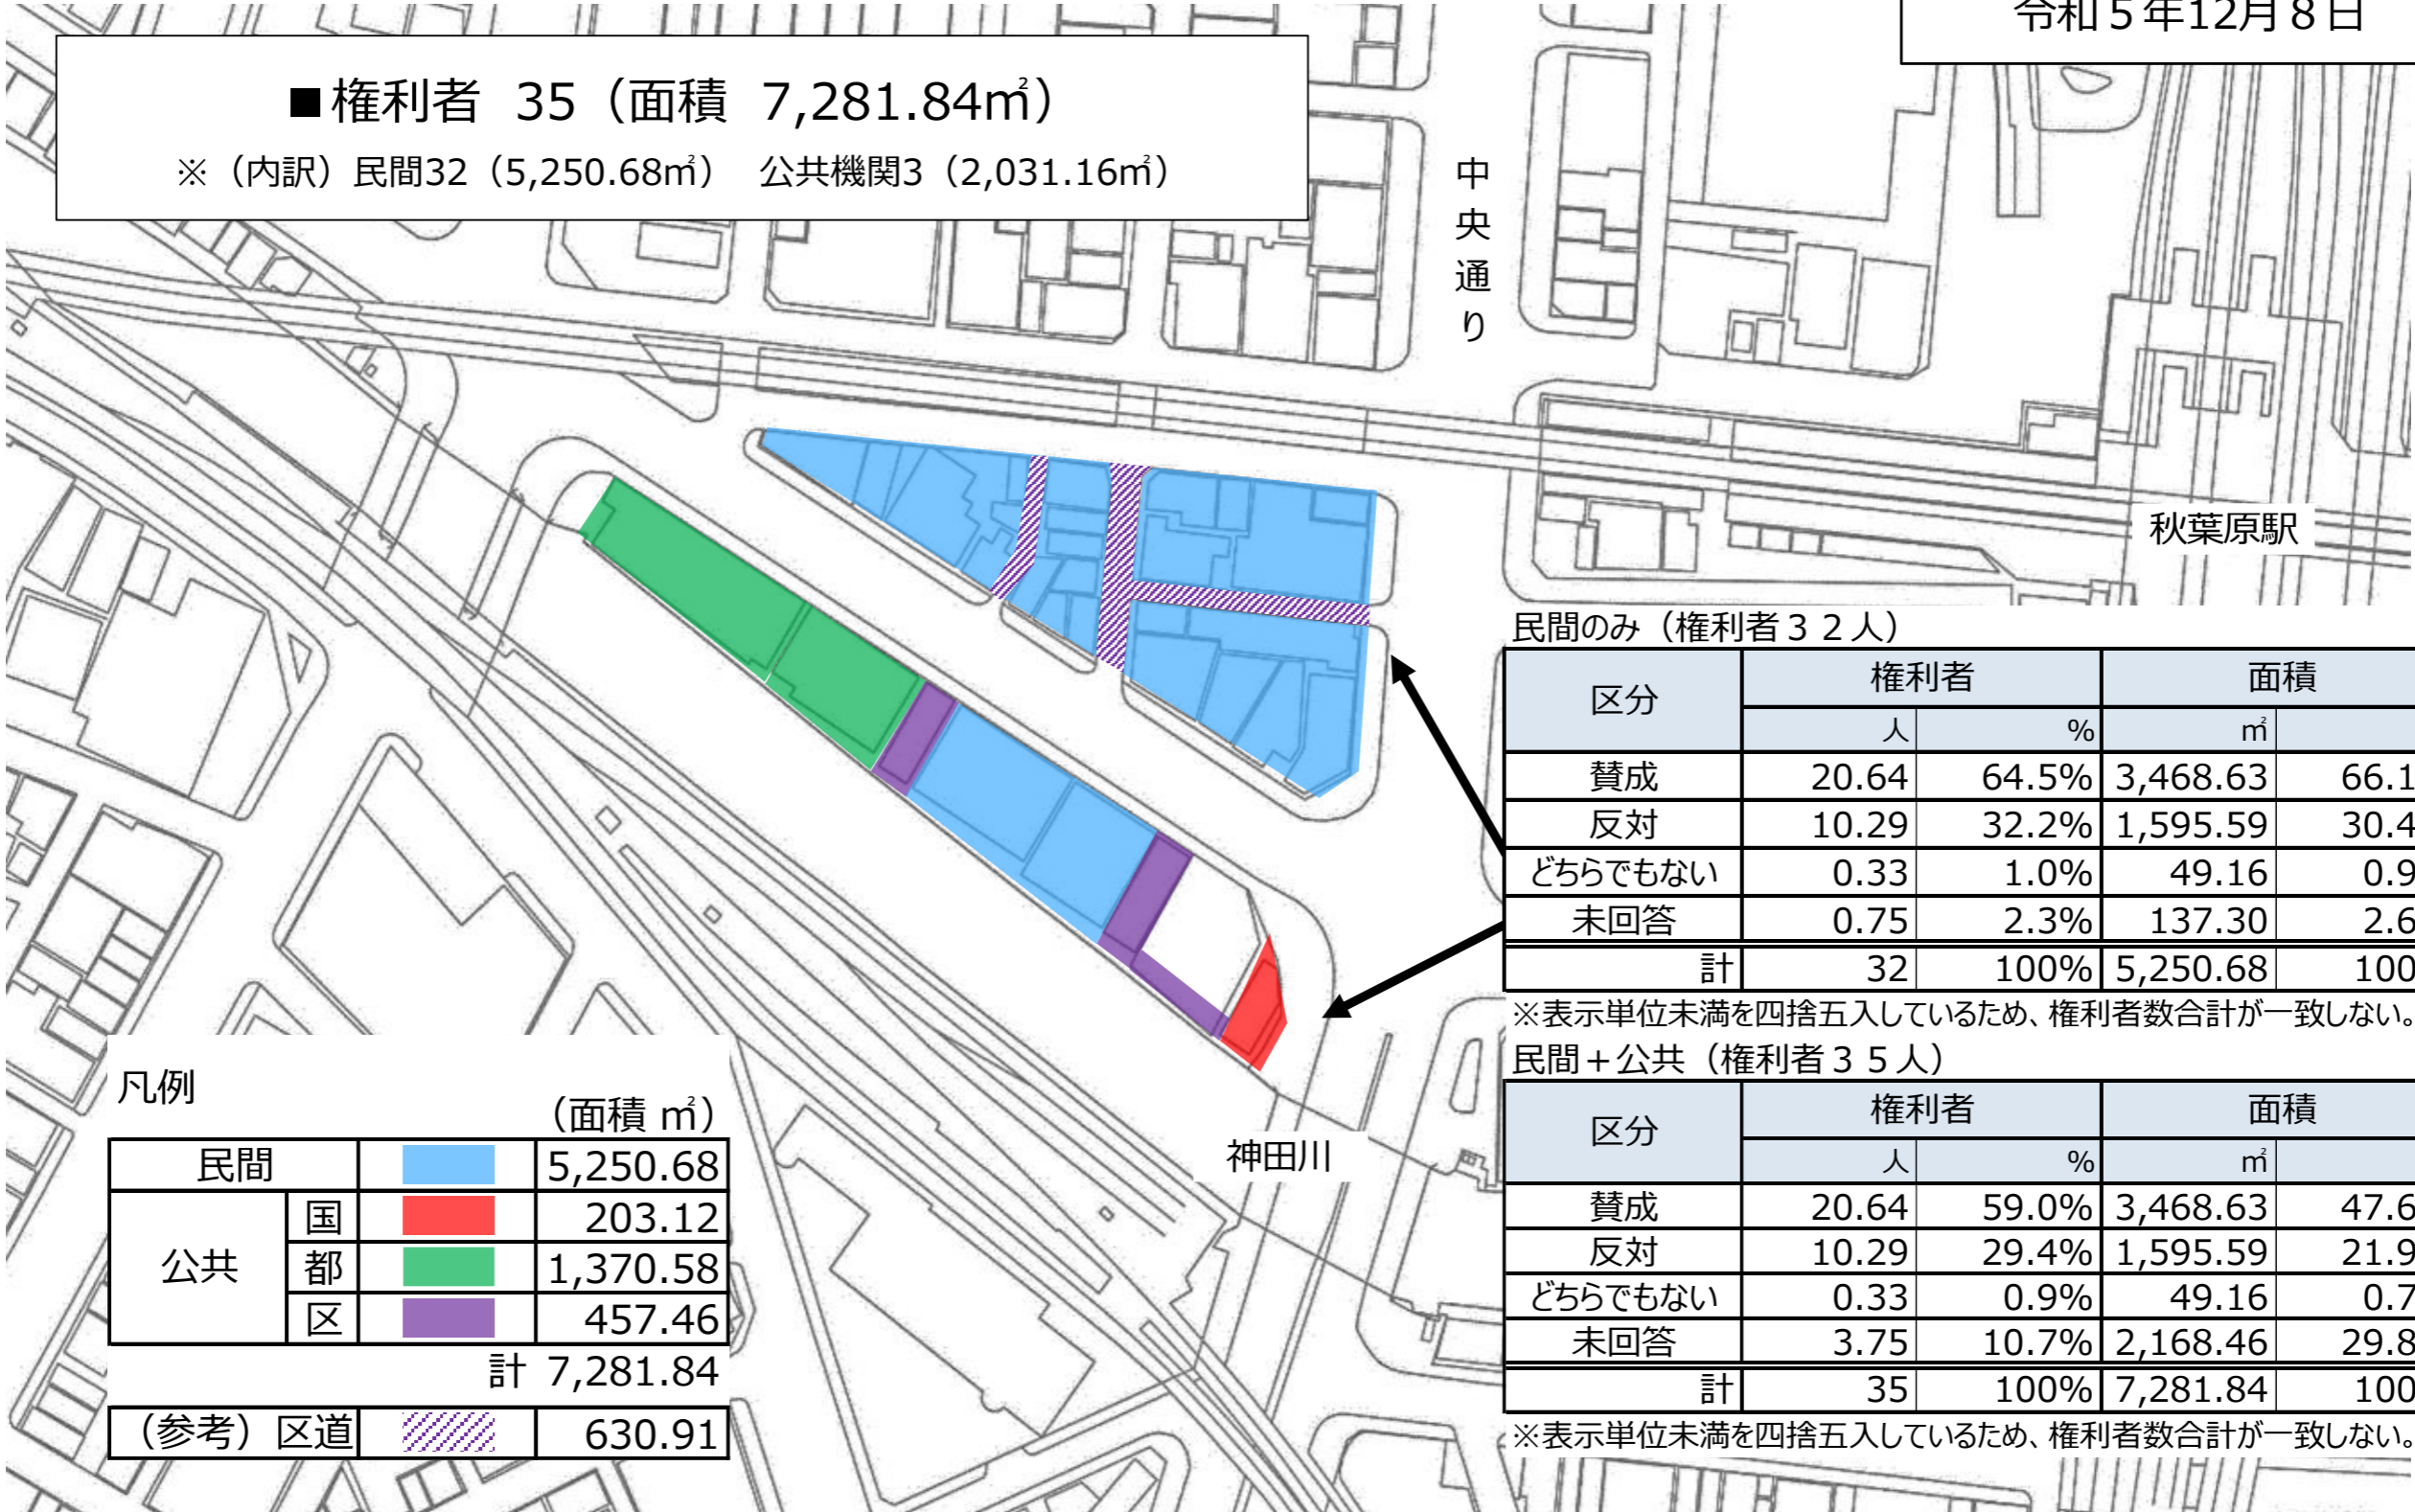 令和５年12月８日
■権利者 35（面積 7,281.84㎡）
※（内訳）民間32（5,250.68㎡） 公共機関3（2,031.16㎡）
中央通り
秋葉原駅
民間のみ（権利者３２人）
区分 権利者 面積
人 % ㎡
賛成 20.64 64.5% 3,468.63 66.1
反対 10.29 32.2% 1,595.59 30.4
どちらでもない 0.33 1.0% 49.16 0.9
未回答 0.75 2.3% 137.30 2.6
計 32 100% 5,250.68 100
※表示単位未満を四捨五入しているため、権利者数合計が一致しない。
民間＋公共（権利者３５人）
区分 権利者 面積
人 % ㎡
賛成 20.64 59.0% 3,468.63 47.6
反対 10.29 29.4% 1,595.59 21.9
どちらでもない 0.33 0.9% 49.16 0.7
未回答 3.75 10.7% 2,168.46 29.8
計 35 100% 7,281.84 100
※表示単位未満を四捨五入しているため、権利者数合計が一致しない。
神田川
凡例
（面積 ㎡）
民間 5,250.68
公共 国 203.12
都 1,370.58
区 457.46
計 7,281.84
（参考）区道 630.91